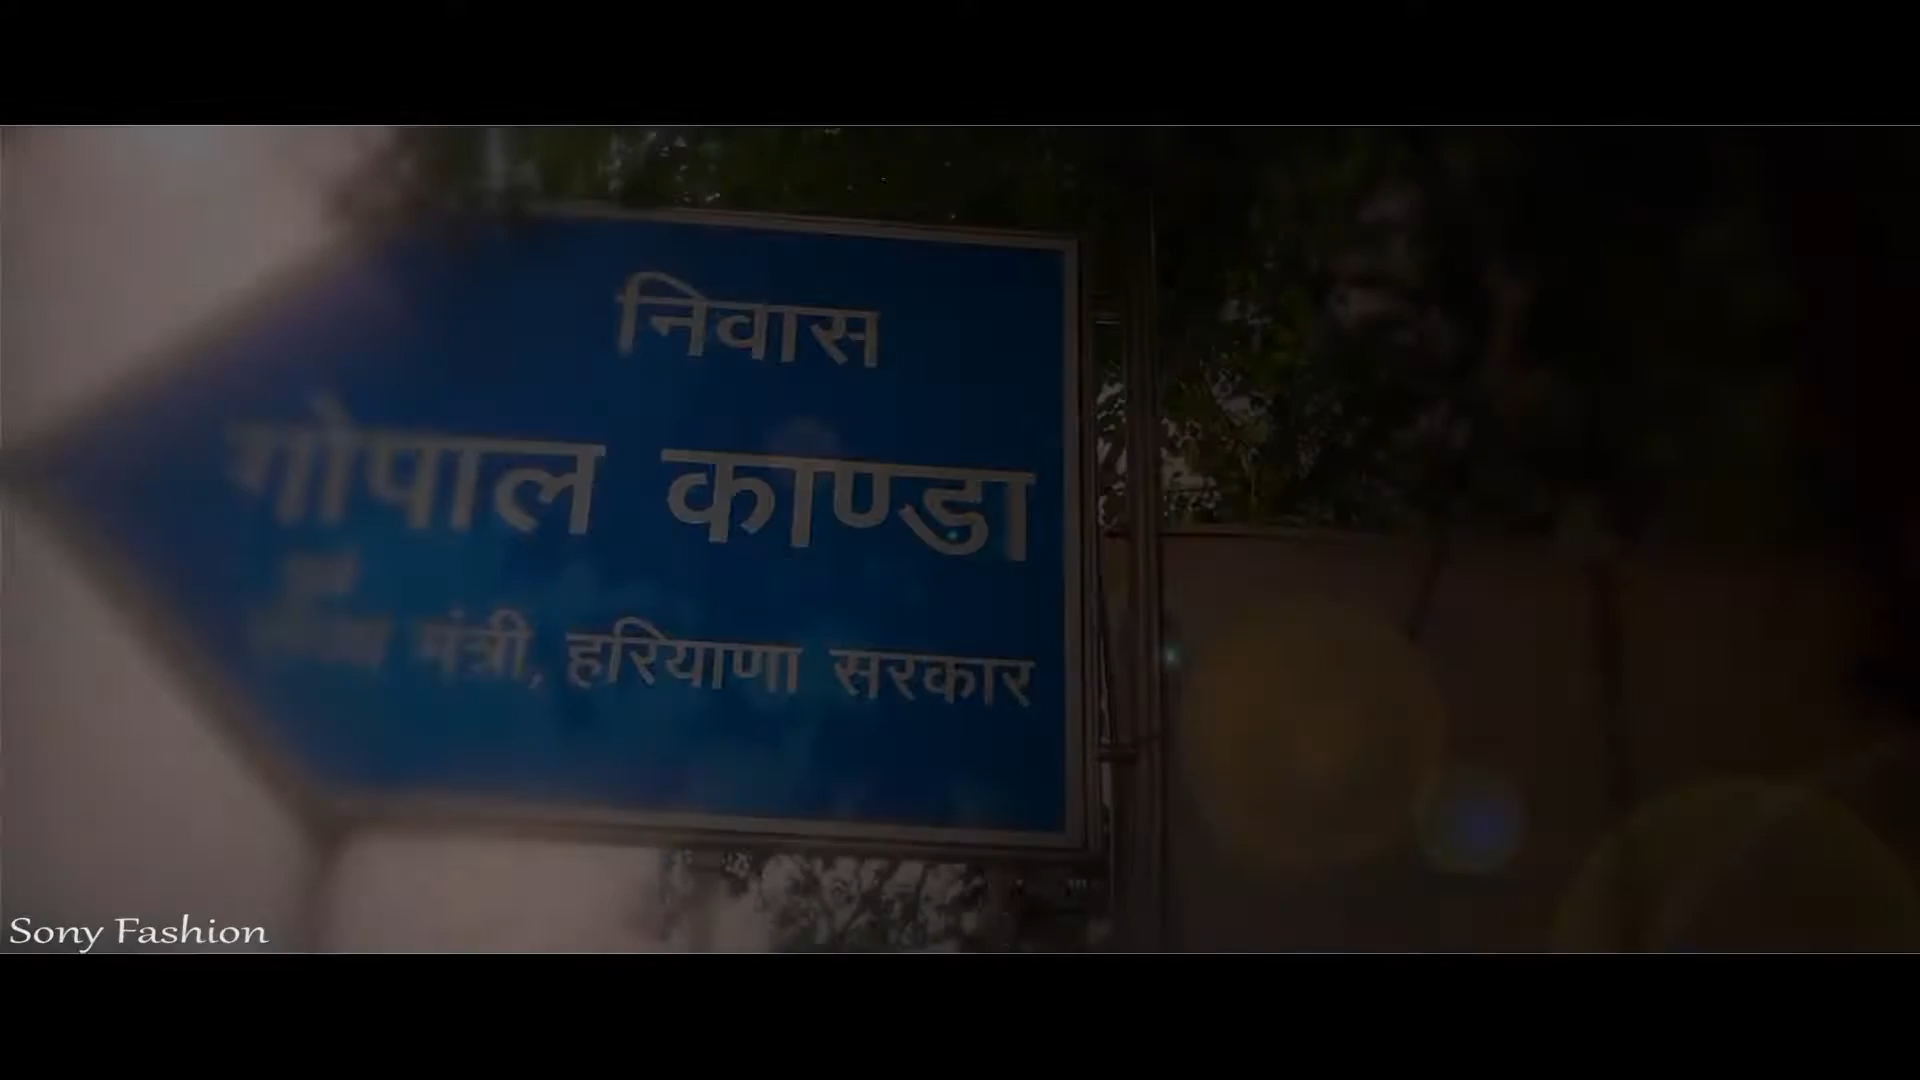 निवास
गोपाल काण्डा
मंत्री, हरियाणा सरकार
Sony Fashion